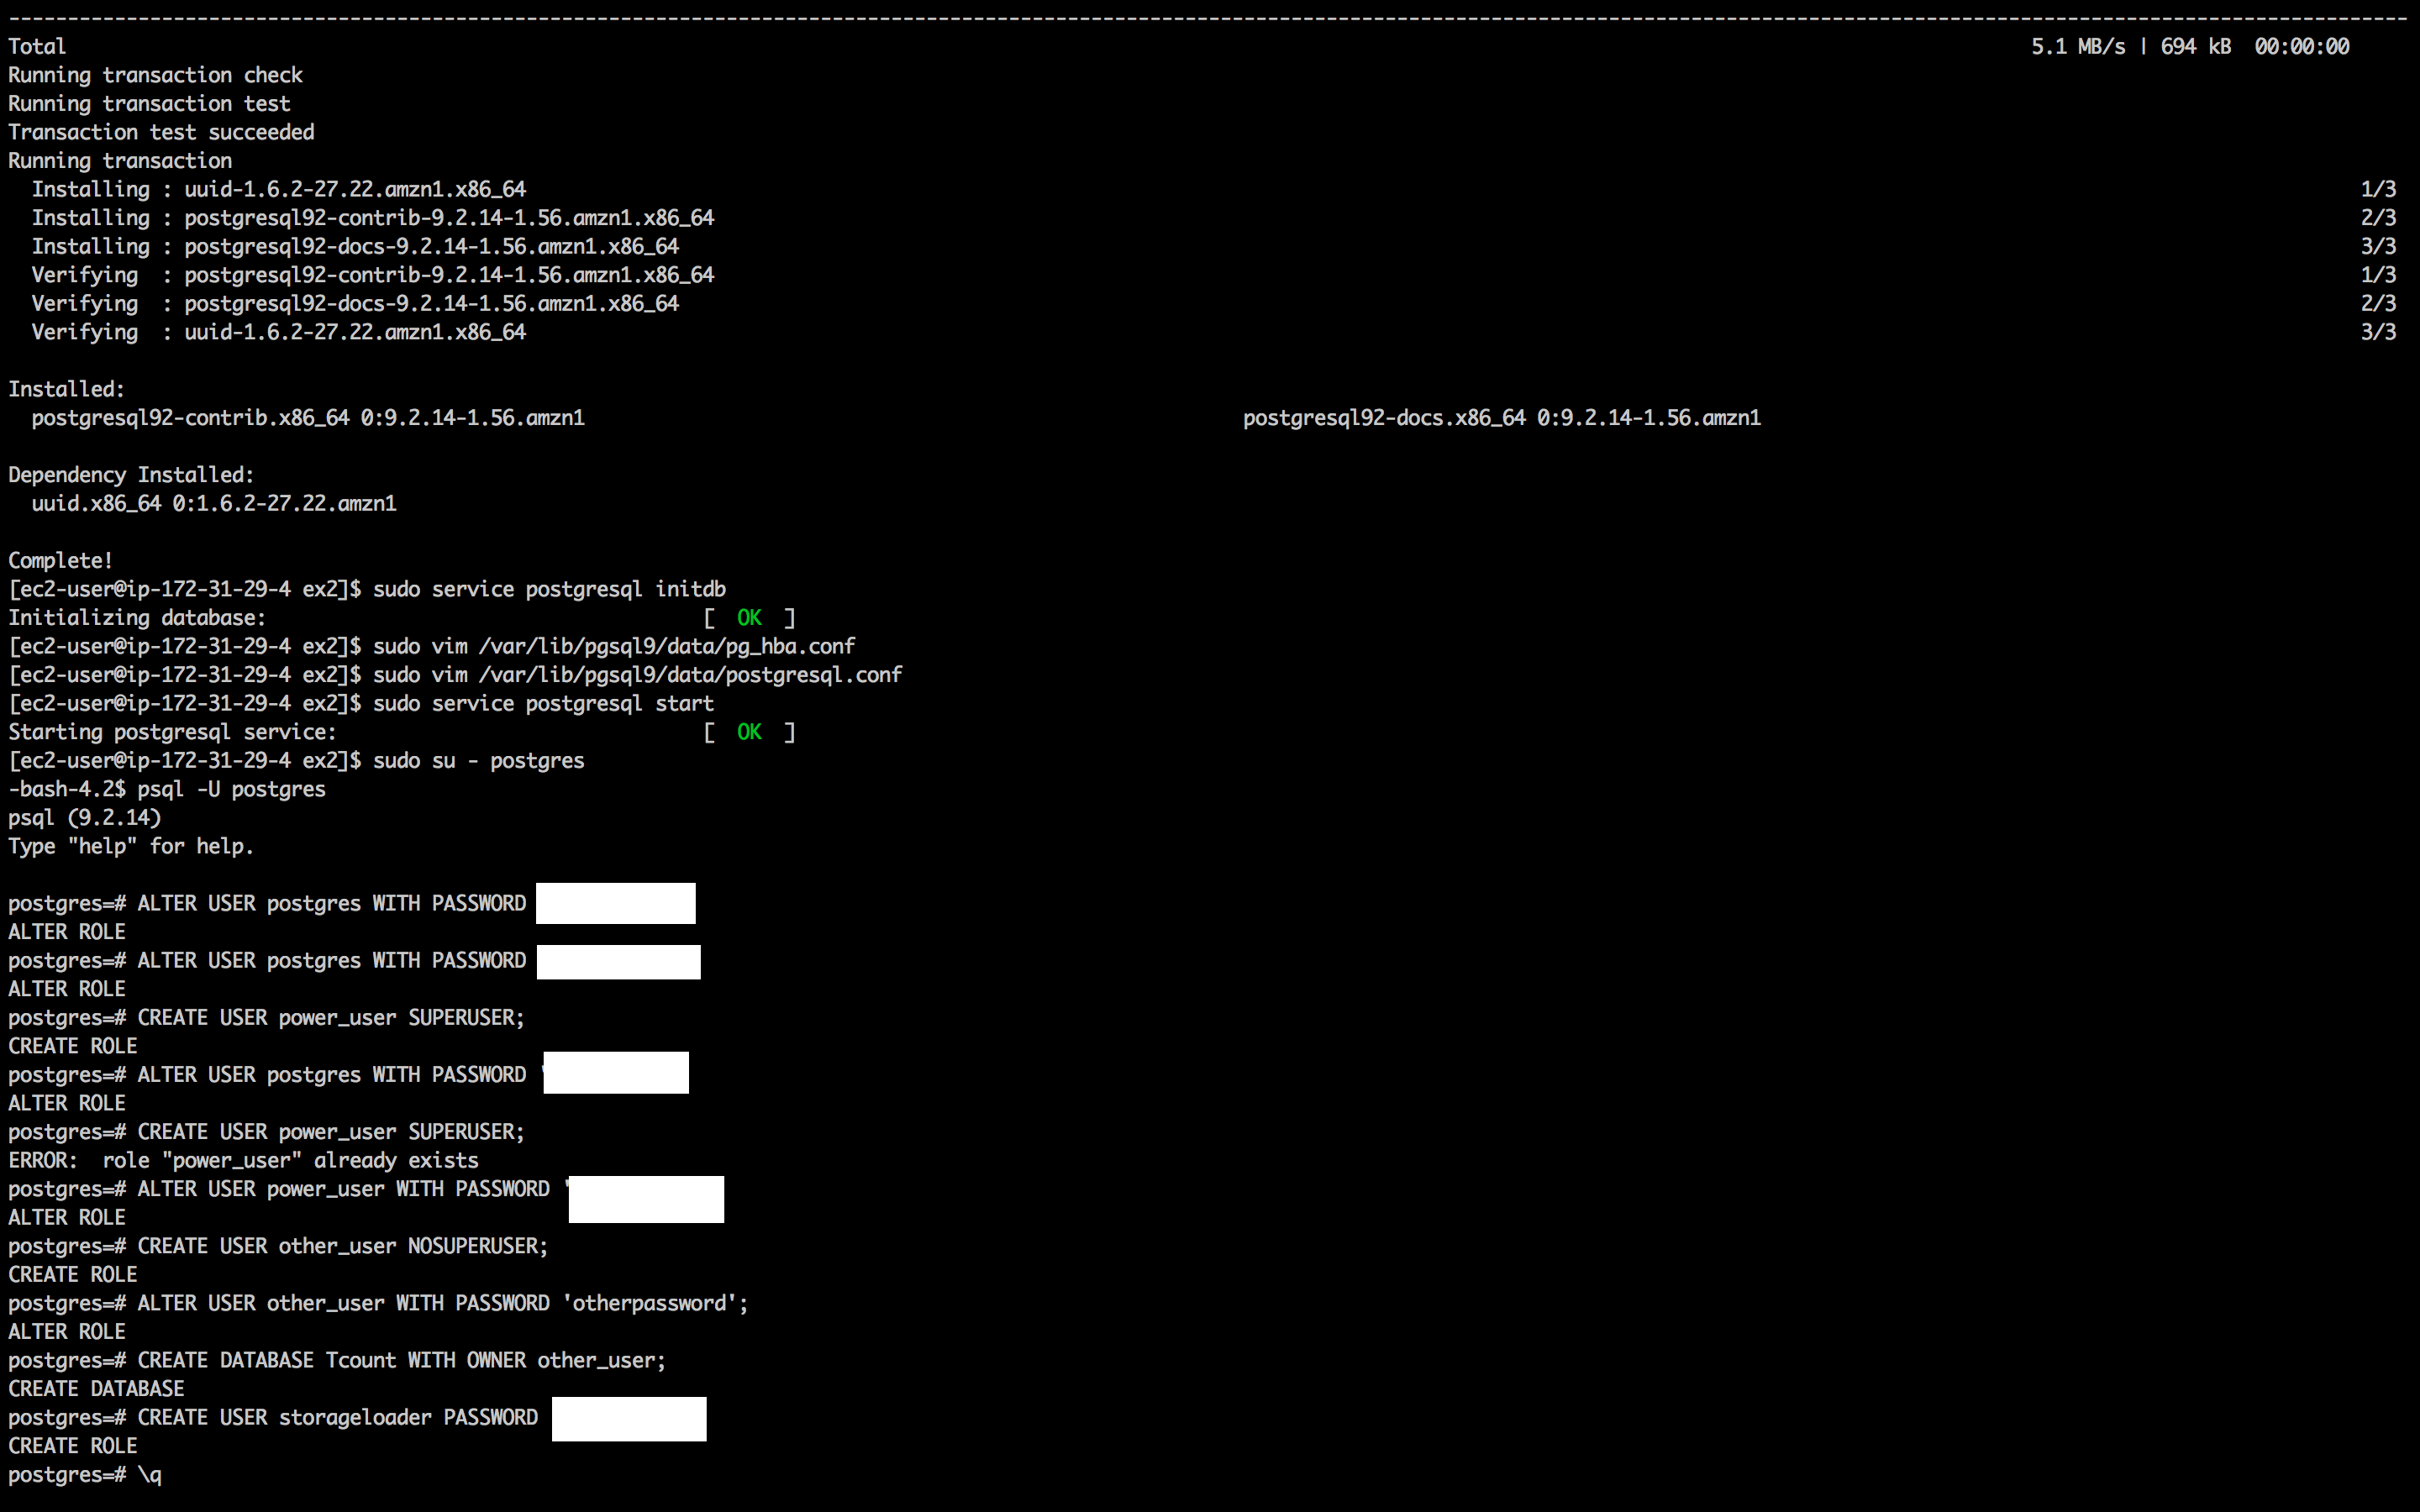 --------------------------------------------------------------------------------------------------------------------------------------------------------------------------------------------------------------
Total                                                                 5.1 MB/s | 694 kB  00:00:00
Running transaction check
Running transaction test
Transaction test succeeded
Running transaction
  Installing : uuid-1.6.2-27.22.amzn1.x86_64                                                                 1/3
  Installing : postgresql92-contrib-9.2.14-1.56.amzn1.x86_64                                                                 2/3
  Installing : postgresql92-docs-9.2.14-1.56.amzn1.x86_64                                                                 3/3
  Verifying  : postgresql92-contrib-9.2.14-1.56.amzn1.x86_64                                                                 1/3
  Verifying  : postgresql92-docs-9.2.14-1.56.amzn1.x86_64                                                                 2/3
  Verifying  : uuid-1.6.2-27.22.amzn1.x86_64                                                                 3/3

Installed:
  postgresql92-contrib.x86_64 0:9.2.14-1.56.amzn1                    postgresql92-docs.x86_64 0:9.2.14-1.56.amzn1

Dependency Installed:
  uuid.x86_64 0:1.6.2-27.22.amzn1

Complete!
[ec2-user@ip-172-31-29-4 ex2]$ sudo service postgresql initdb
Initializing database:                                     [  OK  ]
[ec2-user@ip-172-31-29-4 ex2]$ sudo vim /var/lib/pgsql9/data/pg_hba.conf
[ec2-user@ip-172-31-29-4 ex2]$ sudo vim /var/lib/pgsql9/data/postgresql.conf
[ec2-user@ip-172-31-29-4 ex2]$ sudo service postgresql start
Starting postgresql service:                               [  OK  ]
[ec2-user@ip-172-31-29-4 ex2]$ sudo su - postgres
-bash-4.2$ psql -U postgres
psql (9.2.14)
Type "help" for help.

postgres=# ALTER USER postgres WITH PASSWORD
ALTER ROLE
postgres=# ALTER USER postgres WITH PASSWORD
ALTER ROLE
postgres=# CREATE USER power_user SUPERUSER;
CREATE ROLE
postgres=# ALTER USER postgres WITH PASSWORD '
ALTER ROLE
postgres=# CREATE USER power_user SUPERUSER;
ERROR:  role "power_user" already exists
postgres=# ALTER USER power_user WITH PASSWORD '
ALTER ROLE
postgres=# CREATE USER other_user NOSUPERUSER;
CREATE ROLE
postgres=# ALTER USER other_user WITH PASSWORD 'otherpassword';
ALTER ROLE
postgres=# CREATE DATABASE Tcount WITH OWNER other_user;
CREATE DATABASE
postgres=# CREATE USER storageloader PASSWORD
CREATE ROLE
postgres=# \q